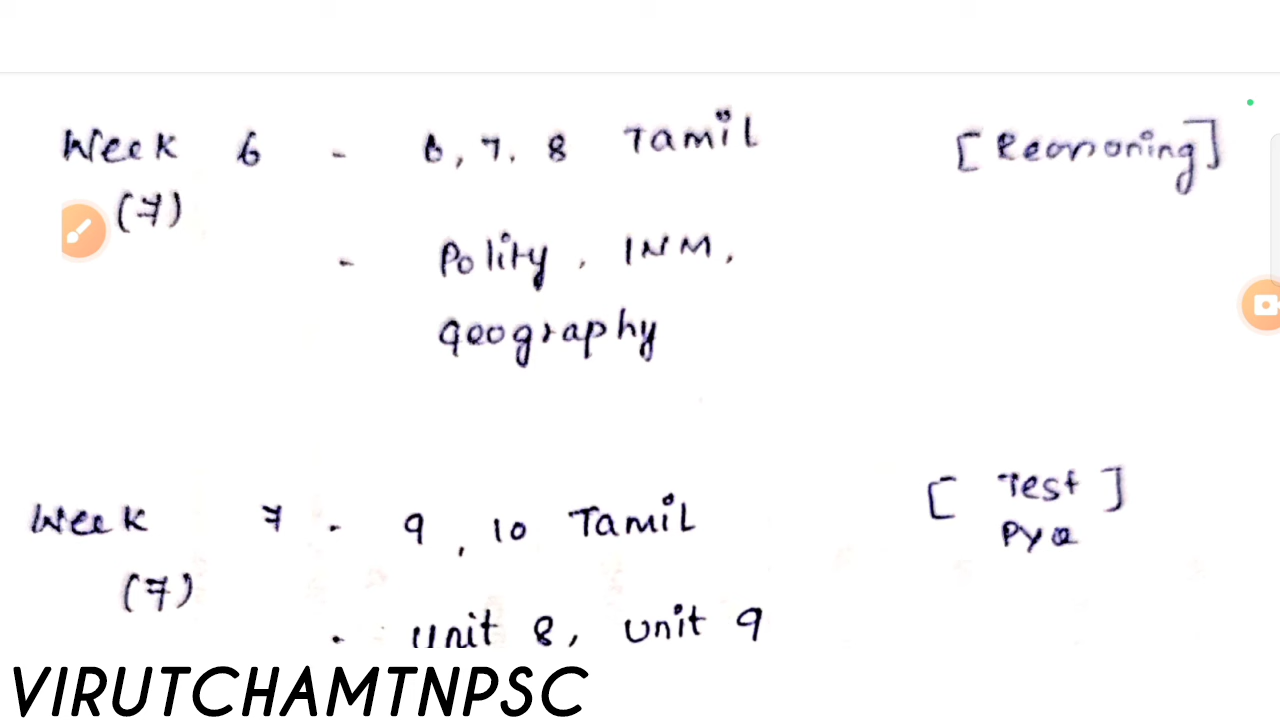 Week 6 - 6, 7, 8 Tamil [Reasoning]
(7)
- Polity, INM,
Geography
Week 7 - 9, 10 Tamil [Test]
PYQ
(7)
- Unit 8, Unit 9
VIRUTCHAMTNPSC